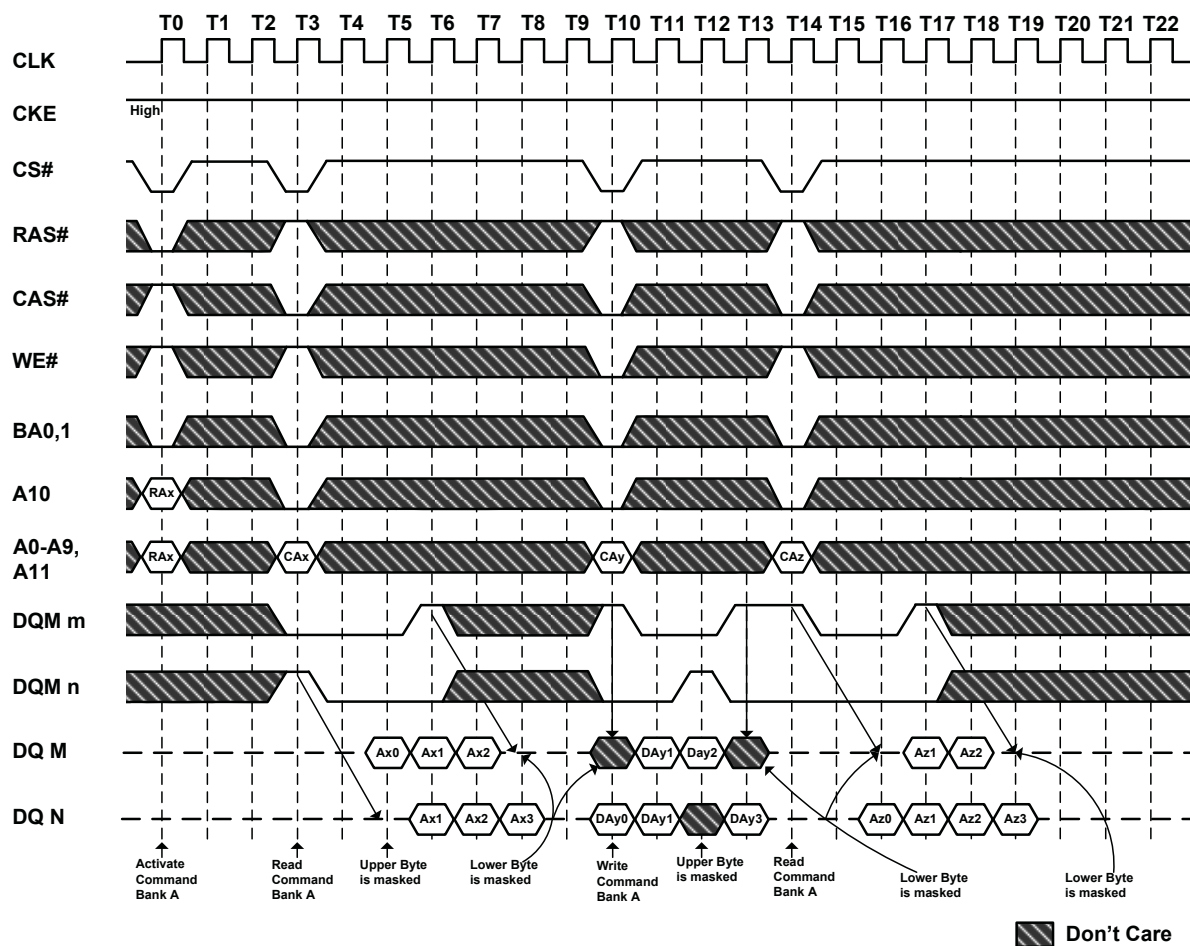 T0 T1 T2 T3 T4 T5 T6 T7 T8 T9 T10 T11 T12 T13 T14 T15 T16 T17 T18 T19 T20 T21 T22
CLK
CKE High
CS#
RAS#
CAS#
WE#
BA0,1
A10 RAx
A0-A9, RAx CAx CAy CAz
A11
DQM m
DQM n
DQ M Ax0 Ax1 Ax2 DAy1 Day2 Az1 Az2
DQ N Ax1 Ax2 Ax3 DAy0 DAy1 DAy3 Az0 Az1 Az2 Az3
Activate
Command
Bank A
Read
Command
Bank A
Upper Byte
is masked
Lower Byte
is masked
Write
Command
Bank A
Upper Byte
is masked
Read
Command
Bank A
Lower Byte
is masked
Lower Byte
is masked
Don't Care